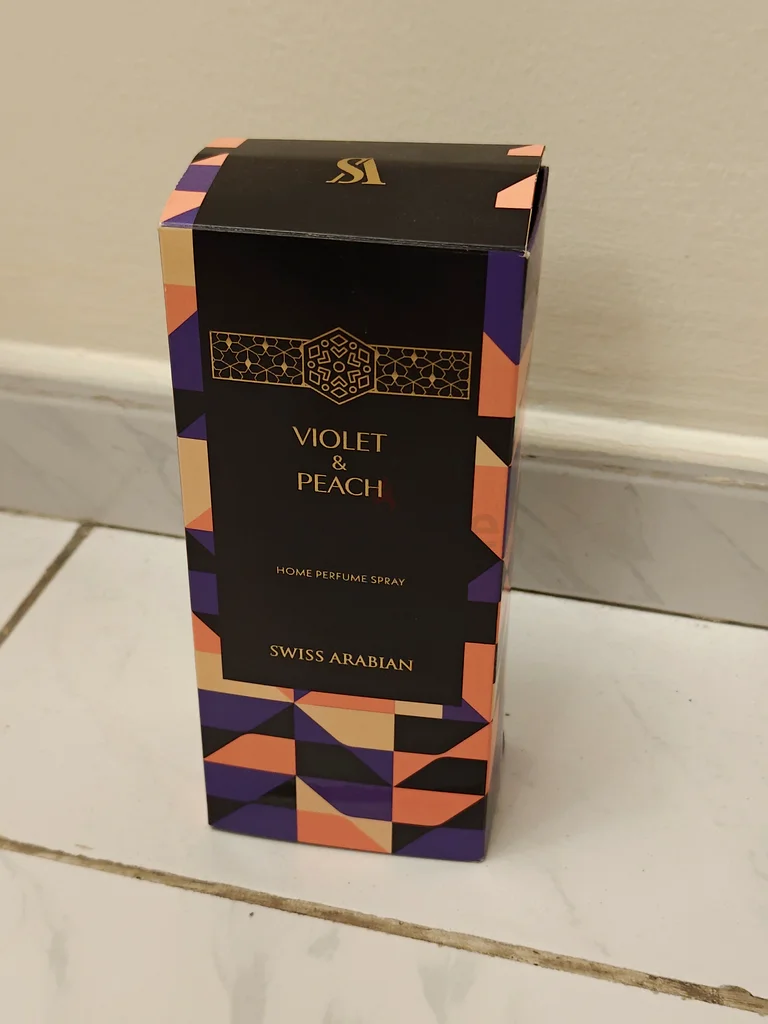 SA
VIOLET
&
PEACH
HOME PERFUME SPRAY
SWISS ARABIAN